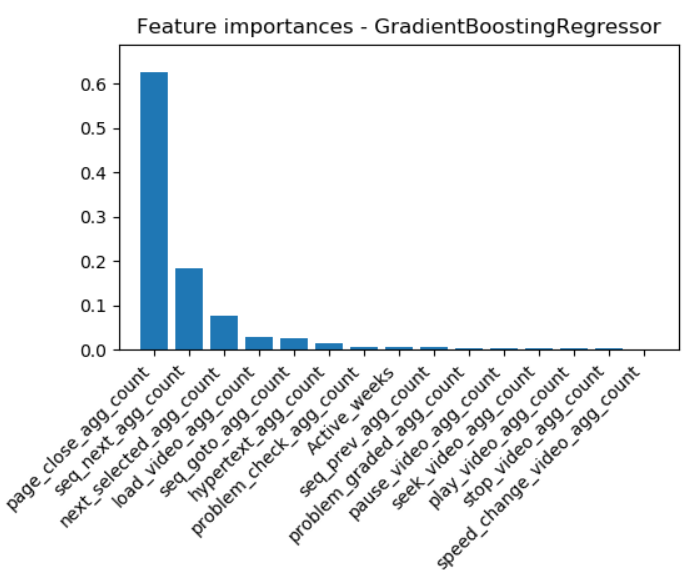 Feature importances - GradientBoostingRegressor
0.6
0.5
0.4
0.3
0.2
0.1
0.0
page_close_agg_count
seq_next_agg_count
next_selected_agg_count
load_video_agg_count
seq_goto_agg_count
hypertext_agg_count
problem_check_agg_count
Active_weeks
seq_prev_agg_count
problem_graded_agg_count
pause_video_agg_count
seek_video_agg_count
play_video_agg_count
stop_video_agg_count
speed_change_video_agg_count